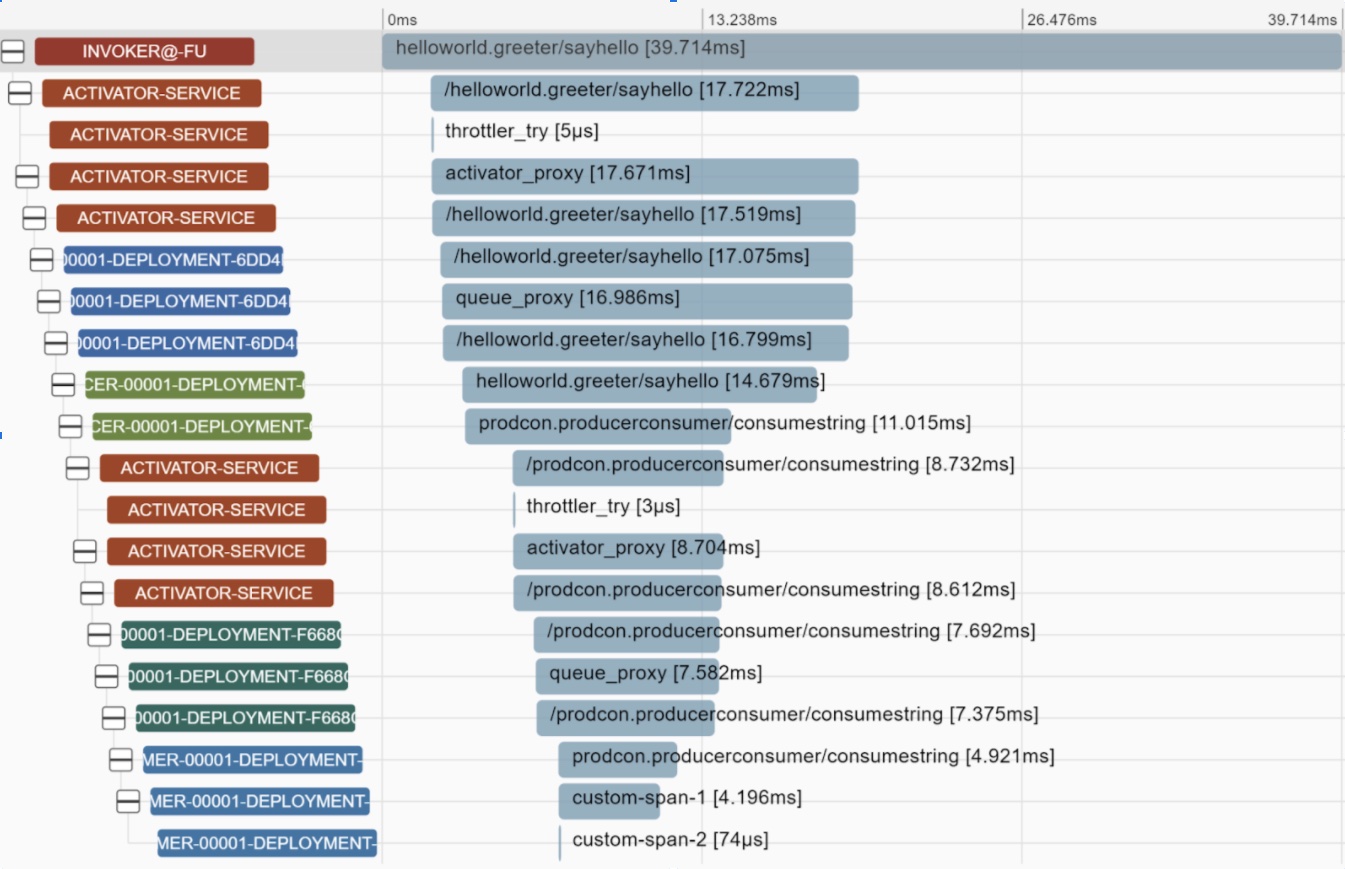 0ms 13.238ms 26.476ms 39.714ms
INVOKER@-FU helloworld.greeter/sayhello [39.714ms]
ACTIVATOR-SERVICE /helloworld.greeter/sayhello [17.722ms]
ACTIVATOR-SERVICE throttler_try [5µs]
ACTIVATOR-SERVICE activator_proxy [17.671ms]
ACTIVATOR-SERVICE /helloworld.greeter/sayhello [17.519ms]
00001-DEPLOYMENT-6DD4 /helloworld.greeter/sayhello [17.075ms]
00001-DEPLOYMENT-6DD4 queue_proxy [16.986ms]
00001-DEPLOYMENT-6DD4 /helloworld.greeter/sayhello [16.799ms]
CER-00001-DEPLOYMENT- helloworld.greeter/sayhello [14.679ms]
CER-00001-DEPLOYMENT- prodcon.producerconsumer/consumestring [11.015ms]
ACTIVATOR-SERVICE /prodcon.producerconsumer/consumestring [8.732ms]
ACTIVATOR-SERVICE throttler_try [3µs]
ACTIVATOR-SERVICE activator_proxy [8.704ms]
ACTIVATOR-SERVICE /prodcon.producerconsumer/consumestring [8.612ms]
00001-DEPLOYMENT-F668 /prodcon.producerconsumer/consumestring [7.692ms]
00001-DEPLOYMENT-F668 queue_proxy [7.582ms]
00001-DEPLOYMENT-F668 /prodcon.producerconsumer/consumestring [7.375ms]
MER-00001-DEPLOYMENT- prodcon.producerconsumer/consumestring [4.921ms]
MER-00001-DEPLOYMENT- custom-span-1 [4.196ms]
MER-00001-DEPLOYMENT- custom-span-2 [74µs]